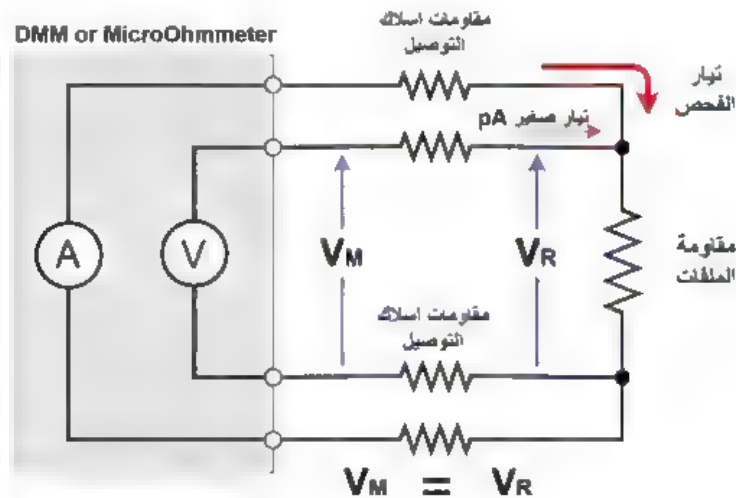 DMM or MicroOhmmeter
مقاومات اسلاك
التوصيل
تيار
الفحص
تيار صغير pA
A
V
VM
VR
مقاومة
الملفات
مقاومات اسلاك
التوصيل
VM = VR